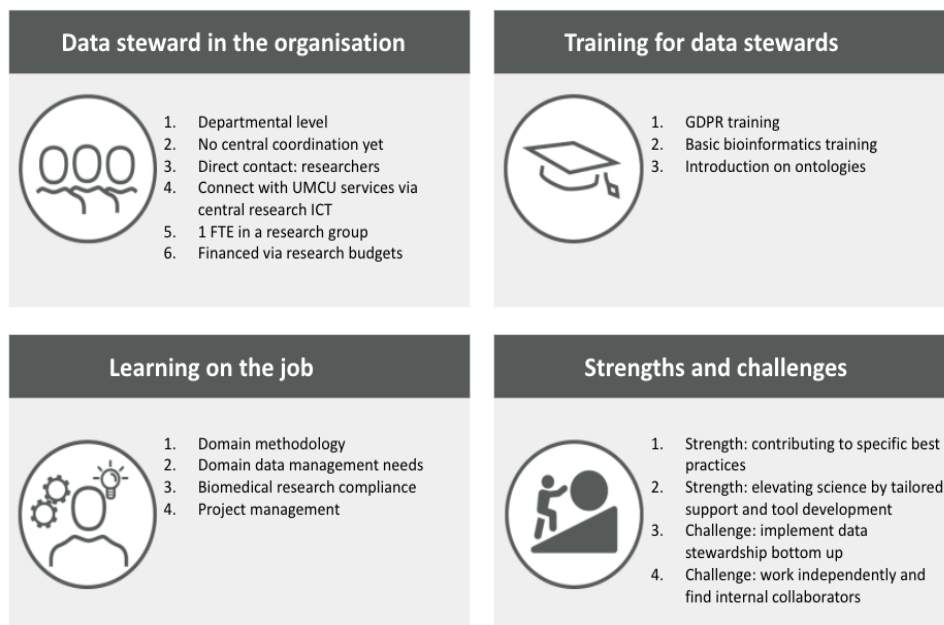 Data steward in the organisation
1. Departmental level
2. No central coordination yet
3. Direct contact: researchers
4. Connect with UMCU services via
central research ICT
5. 1 FTE in a research group
6. Financed via research budgets
Training for data stewards
1. GDPR training
2. Basic bioinformatics training
3. Introduction on ontologies
Learning on the job
1. Domain methodology
2. Domain data management needs
3. Biomedical research compliance
4. Project management
Strengths and challenges
1. Strength: contributing to specific best
practices
2. Strength: elevating science by tailored
support and tool development
3. Challenge: implement data
stewardship bottom up
4. Challenge: work independently and
find internal collaborators